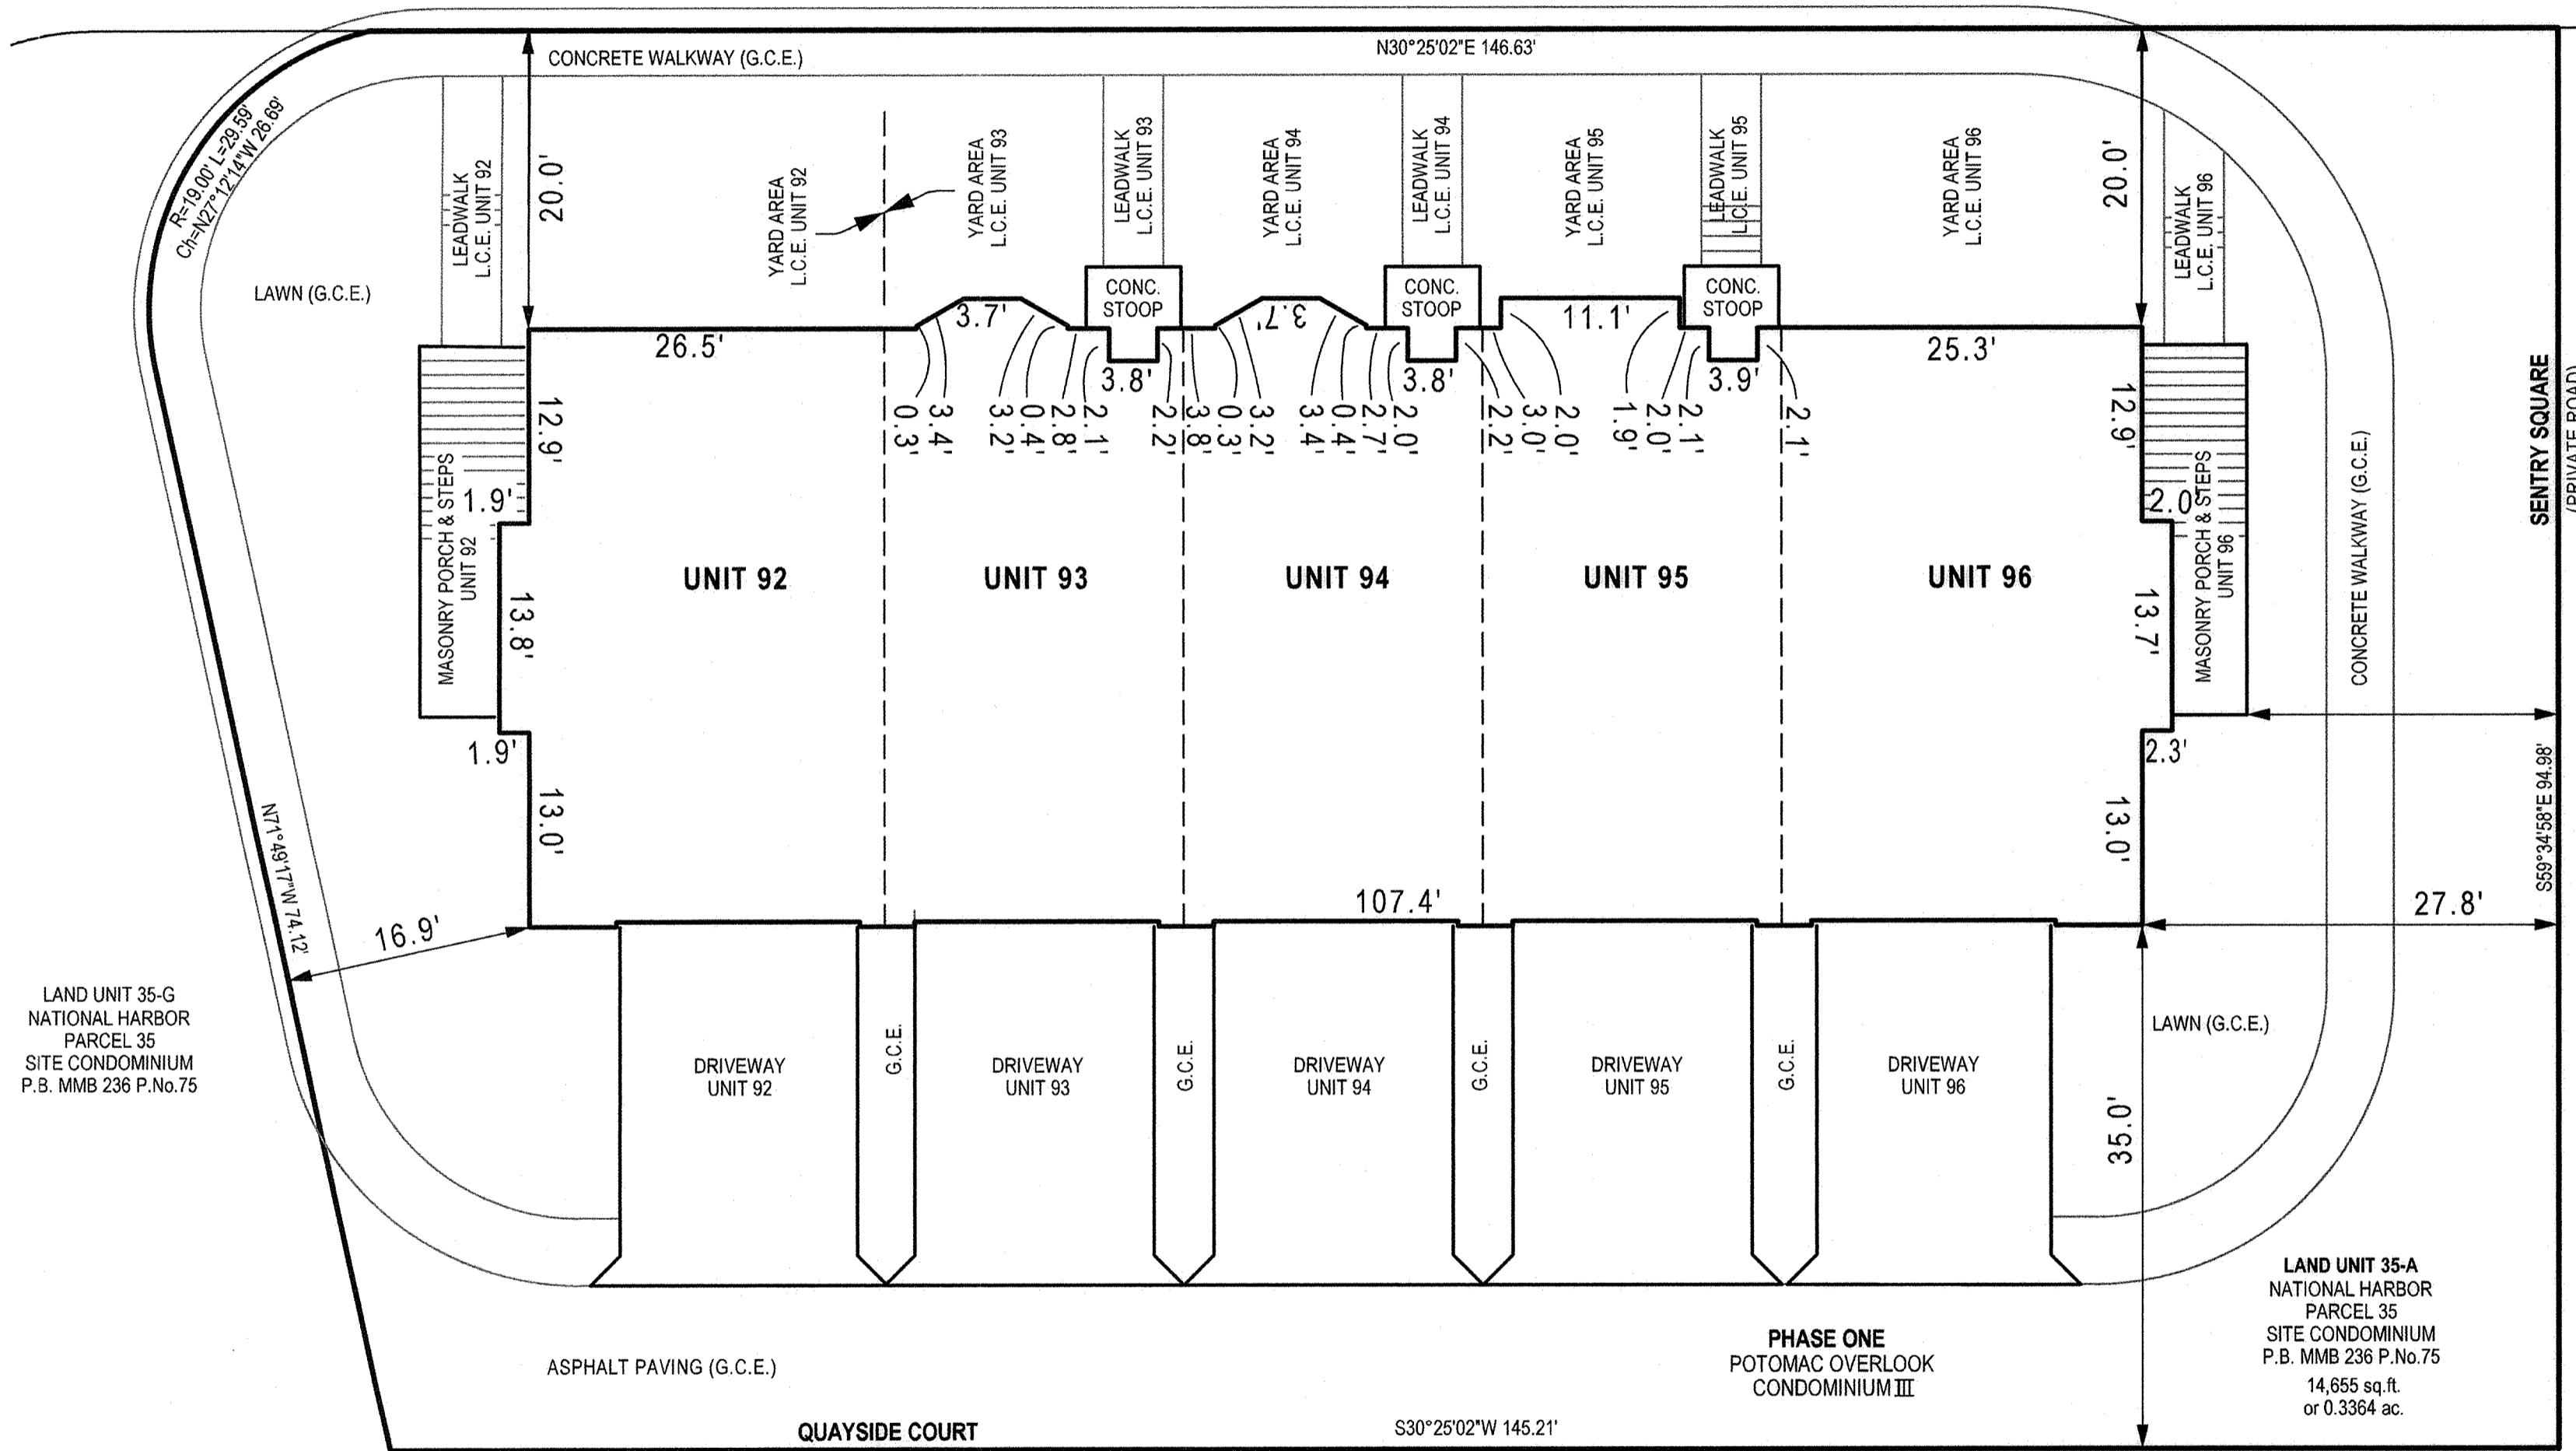 CONCRETE WALKWAY (G.C.E.)
N30°25'02"E 146.63'
R=19.00' L=29.59'
Ch=N27°12'14"W 26.69'
20.0'
20.0'
LEADWALK
L.C.E. UNIT 92
YARD AREA
L.C.E. UNIT 92
YARD AREA
L.C.E. UNIT 93
LEADWALK
L.C.E. UNIT 93
YARD AREA
L.C.E. UNIT 94
LEADWALK
L.C.E. UNIT 94
YARD AREA
L.C.E. UNIT 95
LEADWALK
L.C.E. UNIT 95
YARD AREA
L.C.E. UNIT 96
LEADWALK
L.C.E. UNIT 96
LAWN (G.C.E.)
CONC.
STOOP
CONC.
STOOP
CONC.
STOOP
26.5'
3.7'
3.8'
3.7'
3.8'
11.1'
3.9'
25.3'
0.3'
3.4'
3.2'
0.4'
2.8'
2.1'
2.2'
3.8'
0.3'
3.2'
3.4'
0.4'
2.7'
2.0'
2.2'
3.0'
2.0'
1.9'
2.0'
2.1'
2.1'
12.9'
12.9'
1.9'
2.0'
MASONRY PORCH & STEPS
UNIT 92
MASONRY PORCH & STEPS
UNIT 96
CONCRETE WALKWAY (G.C.E.)
SENTRY SQUARE
(PRIVATE ROAD)
UNIT 92
UNIT 93
UNIT 94
UNIT 95
UNIT 96
13.8'
13.7'
1.9'
2.3'
13.0'
13.0'
S59°34'58"E 94.98'
N71°49'17"W 74.12'
107.4'
16.9'
27.8'
LAND UNIT 35-G
NATIONAL HARBOR
PARCEL 35
SITE CONDOMINIUM
P.B. MMB 236 P.No.75
DRIVEWAY
UNIT 92
G.C.E.
DRIVEWAY
UNIT 93
G.C.E.
DRIVEWAY
UNIT 94
G.C.E.
DRIVEWAY
UNIT 95
G.C.E.
DRIVEWAY
UNIT 96
LAWN (G.C.E.)
35.0'
LAND UNIT 35-A
NATIONAL HARBOR
PARCEL 35
SITE CONDOMINIUM
P.B. MMB 236 P.No.75
14,655 sq.ft.
or 0.3364 ac.
PHASE ONE
POTOMAC OVERLOOK
CONDOMINIUM III
ASPHALT PAVING (G.C.E.)
QUAYSIDE COURT
S30°25'02"W 145.21'